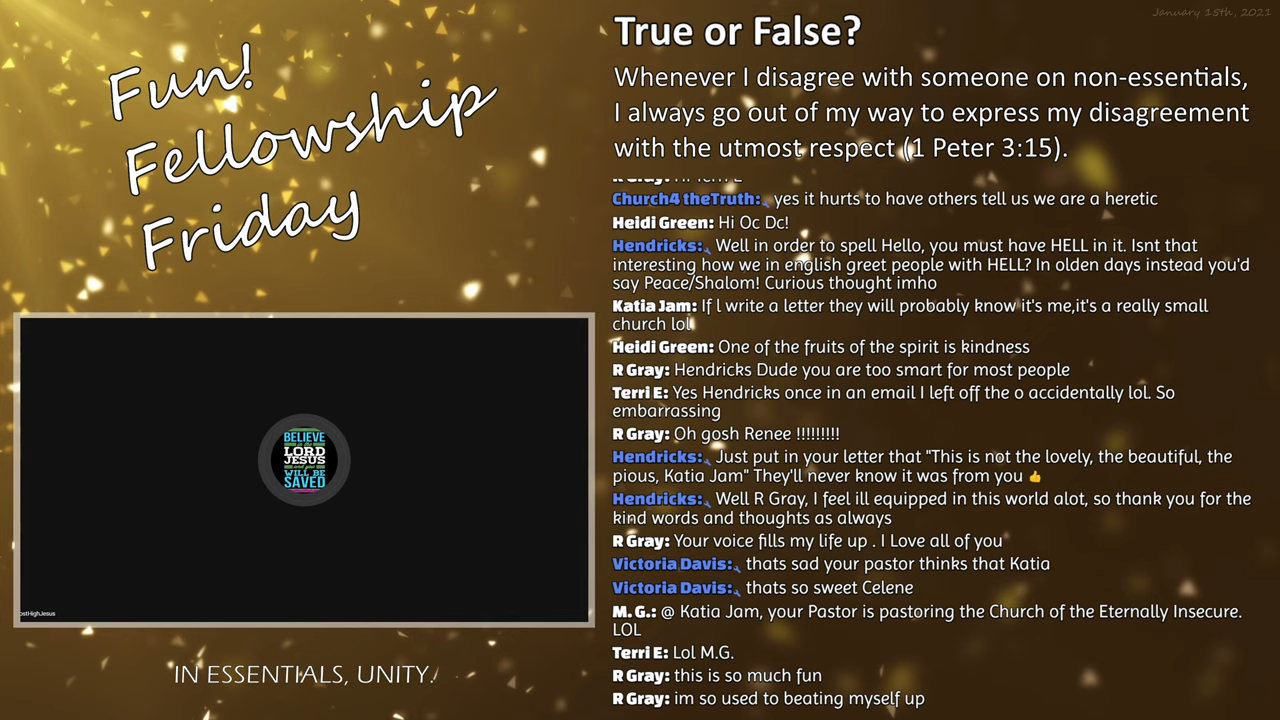 January 15th, 2021
Fun!
Fellowship
Friday
True or False?
Whenever I disagree with someone on non-essentials,
I always go out of my way to express my disagreement
with the utmost respect (1 Peter 3:15).
Church4theTruth: yes it hurts to have others tell us we are a heretic
Heidi Green: Hi Oc Dc!
Hendricks: Well in order to spell Hello, you must have HELL in it. Isnt that
interesting how we in english greet people with HELL? In olden days instead you'd
say Peace/Shalom! Curious thought imho
Katia Jam: If l write a letter they will probably know it's me,it's a really small
church lol
Heidi Green: One of the fruits of the spirit is kindness
R Gray: Hendricks Dude you are too smart for most people
Terri E: Yes Hendricks once in an email I left off the o accidentally lol. So
embarrassing
R Gray: Oh gosh Renee !!!!!!!!!
Hendricks: Just put in your letter that "This is not the lovely, the beautiful, the
pious, Katia Jam" They'll never know it was from you 👍
Hendricks: Well R Gray, I feel ill equipped in this world alot, so thank you for the
kind words and thoughts as always
R Gray: Your voice fills my life up . I Love all of you
Victoria Davis: thats sad your pastor thinks that Katia
Victoria Davis: thats so sweet Celene
M. G.: @ Katia Jam, your Pastor is pastoring the Church of the Eternally Insecure.
LOL
Terri E: Lol M.G.
R Gray: this is so much fun
R Gray: im so used to beating myself up
BELIEVE
LORD
JESUS
and you
WILL BE
SAVED
ostHighJesus
IN ESSENTIALS, UNITY.